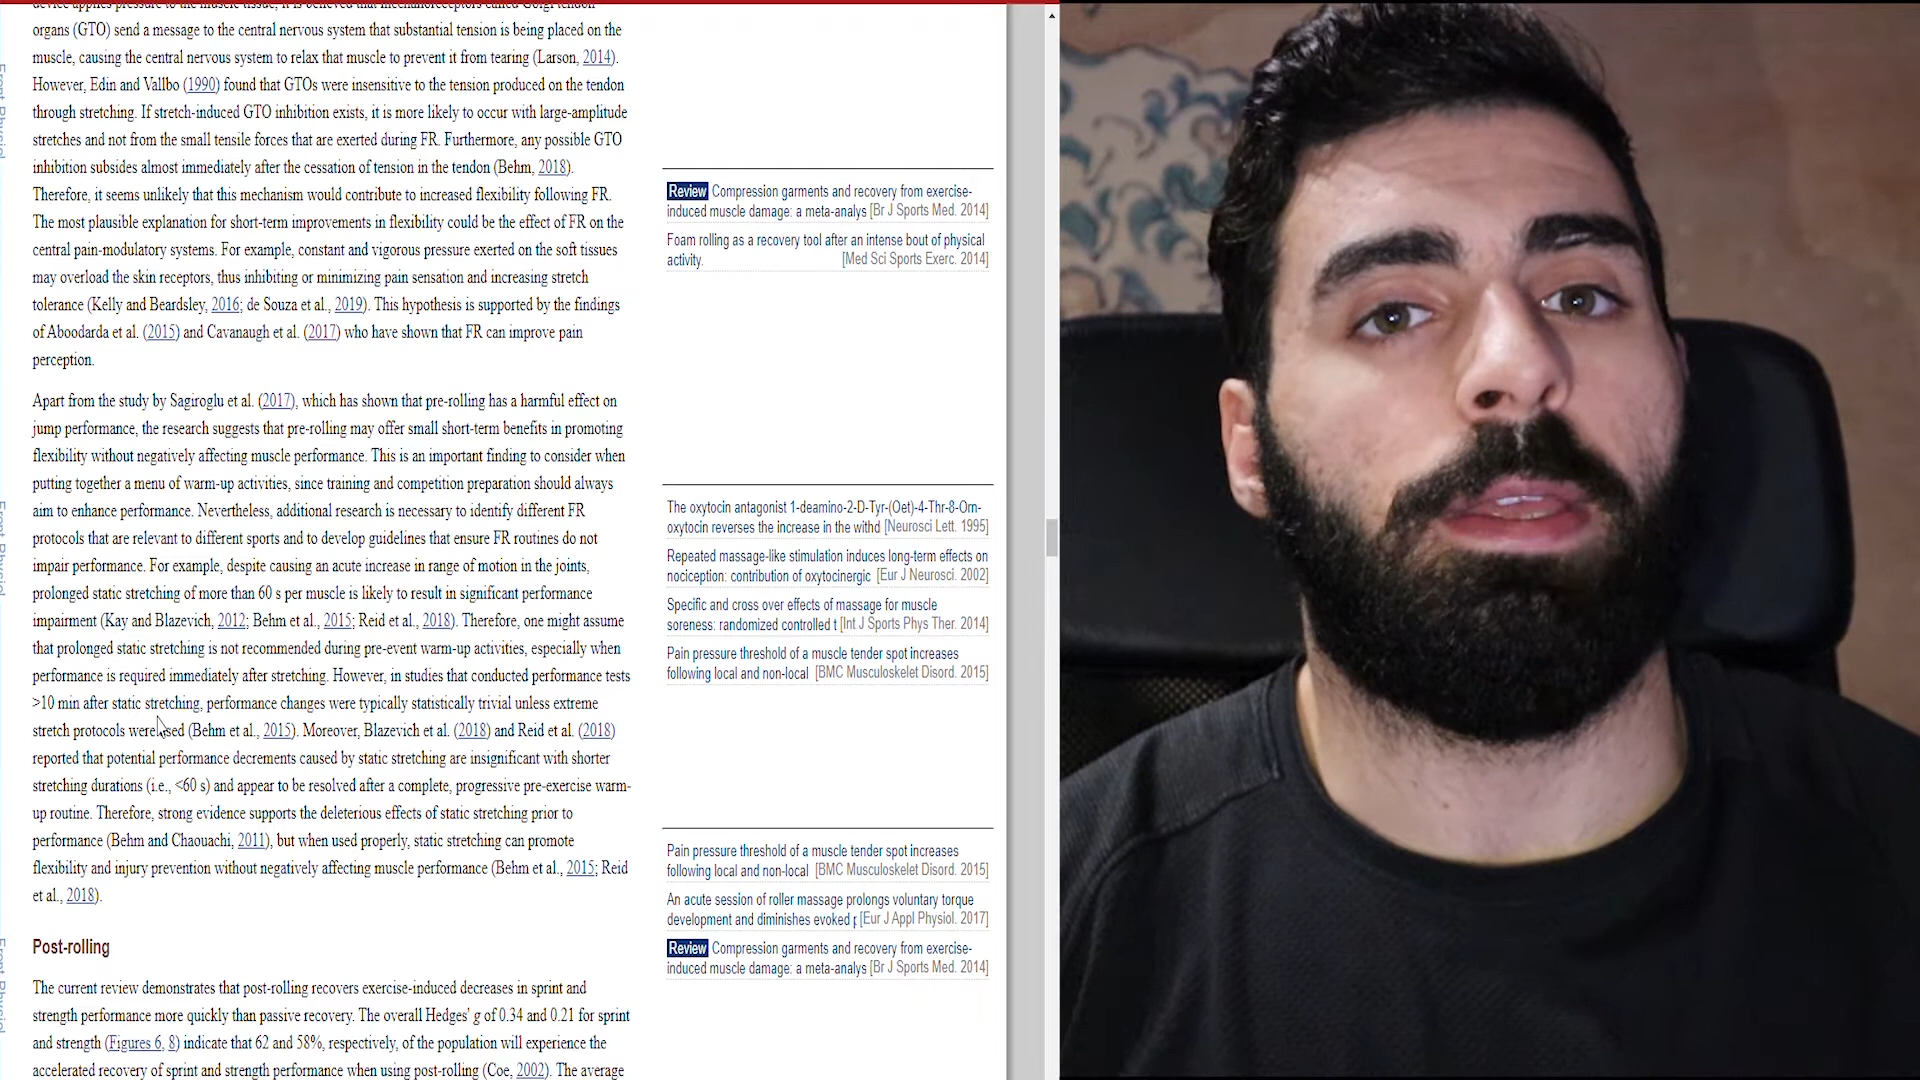 device applies pressure to the muscle tissue, it is believed that mechanoreceptors called Golgi tendon
organs (GTO) send a message to the central nervous system that substantial tension is being placed on the
muscle, causing the central nervous system to relax that muscle to prevent it from tearing (Larson, 2014).
However, Edin and Vallbo (1990) found that GTOs were insensitive to the tension produced on the tendon
through stretching. If stretch-induced GTO inhibition exists, it is more likely to occur with large-amplitude
stretches and not from the small tensile forces that are exerted during FR. Furthermore, any possible GTO
inhibition subsides almost immediately after the cessation of tension in the tendon (Behm, 2018).
Therefore, it seems unlikely that this mechanism would contribute to increased flexibility following FR.
The most plausible explanation for short-term improvements in flexibility could be the effect of FR on the
central pain-modulatory systems. For example, constant and vigorous pressure exerted on the soft tissues
may overload the skin receptors, thus inhibiting or minimizing pain sensation and increasing stretch
tolerance (Kelly and Beardsley, 2016; de Souza et al., 2019). This hypothesis is supported by the findings
of Aboodarda et al. (2015) and Cavanaugh et al. (2017) who have shown that FR can improve pain
perception.
Apart from the study by Sagiroglu et al. (2017), which has shown that pre-rolling has a harmful effect on
jump performance, the research suggests that pre-rolling may offer small short-term benefits in promoting
flexibility without negatively affecting muscle performance. This is an important finding to consider when
putting together a menu of warm-up activities, since training and competition preparation should always
aim to enhance performance. Nevertheless, additional research is necessary to identify different FR
protocols that are relevant to different sports and to develop guidelines that ensure FR routines do not
impair performance. For example, despite causing an acute increase in range of motion in the joints,
prolonged static stretching of more than 60 s per muscle is likely to result in significant performance
impairment (Kay and Blazevich, 2012; Behm et al., 2015; Reid et al., 2018). Therefore, one might assume
that prolonged static stretching is not recommended during pre-event warm-up activities, especially when
performance is required immediately after stretching. However, in studies that conducted performance tests
>10 min after static stretching, performance changes were typically statistically trivial unless extreme
stretch protocols were used (Behm et al., 2015). Moreover, Blazevich et al. (2018) and Reid et al. (2018)
reported that potential performance decrements caused by static stretching are insignificant with shorter
stretching durations (i.e., <60 s) and appear to be resolved after a complete, progressive pre-exercise warm-
up routine. Therefore, strong evidence supports the deleterious effects of static stretching prior to
performance (Behm and Chaouachi, 2011), but when used properly, static stretching can promote
flexibility and injury prevention without negatively affecting muscle performance (Behm et al., 2015; Reid
et al., 2018).
Post-rolling
The current review demonstrates that post-rolling recovers exercise-induced decreases in sprint and
strength performance more quickly than passive recovery. The overall Hedges' g of 0.34 and 0.21 for sprint
and strength (Figures 6, 8) indicate that 62 and 58%, respectively, of the population will experience the
accelerated recovery of sprint and strength performance when using post-rolling (Coe, 2002). The average
Review Compression garments and recovery from exercise-
induced muscle damage: a meta-analys [Br J Sports Med. 2014]
Foam rolling as a recovery tool after an intense bout of physical
activity. [Med Sci Sports Exerc. 2014]
The oxytocin antagonist 1-deamino-2-D-Tyr-(Oet)-4-Thr-8-Orn-
oxytocin reverses the increase in the withd [Neurosci Lett. 1995]
Repeated massage-like stimulation induces long-term effects on
nociception: contribution of oxytocinergic [Eur J Neurosci. 2002]
Specific and cross over effects of massage for muscle
soreness: randomized controlled t [Int J Sports Phys Ther. 2014]
Pain pressure threshold of a muscle tender spot increases
following local and non-local [BMC Musculoskelet Disord. 2015]
Pain pressure threshold of a muscle tender spot increases
following local and non-local [BMC Musculoskelet Disord. 2015]
An acute session of roller massage prolongs voluntary torque
development and diminishes evoked p [Eur J Appl Physiol. 2017]
Review Compression garments and recovery from exercise-
induced muscle damage: a meta-analys [Br J Sports Med. 2014]